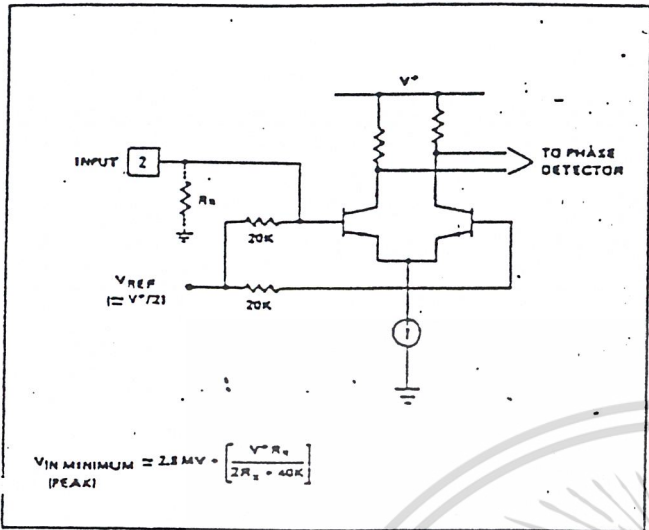 V+
INPUT 2
TO PHASE
DETECTOR
Rx
20K
VREF
(≅ V+/2)
20K
I
VIN MINIMUM ≅ 2.8 MV + [V+ Rx / 2Rx + 40K]
(PEAK)